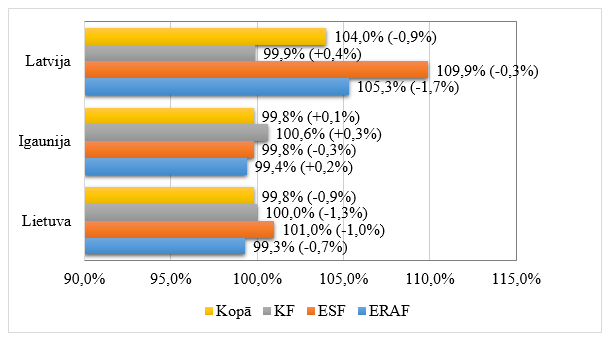 Latvija
104,0% (-0,9%)
99,9% (+0,4%)
109,9% (-0,3%)
105,3% (-1,7%)
Igaunija
99,8% (+0,1%)
100,6% (+0,3%)
99,8% (-0,3%)
99,4% (+0,2%)
Lietuva
99,8% (-0,9%)
100,0% (-1,3%)
101,0% (-1,0%)
99,3% (-0,7%)
90,0% 95,0% 100,0% 105,0% 110,0% 115,0%
Kopā KF ESF ERAF